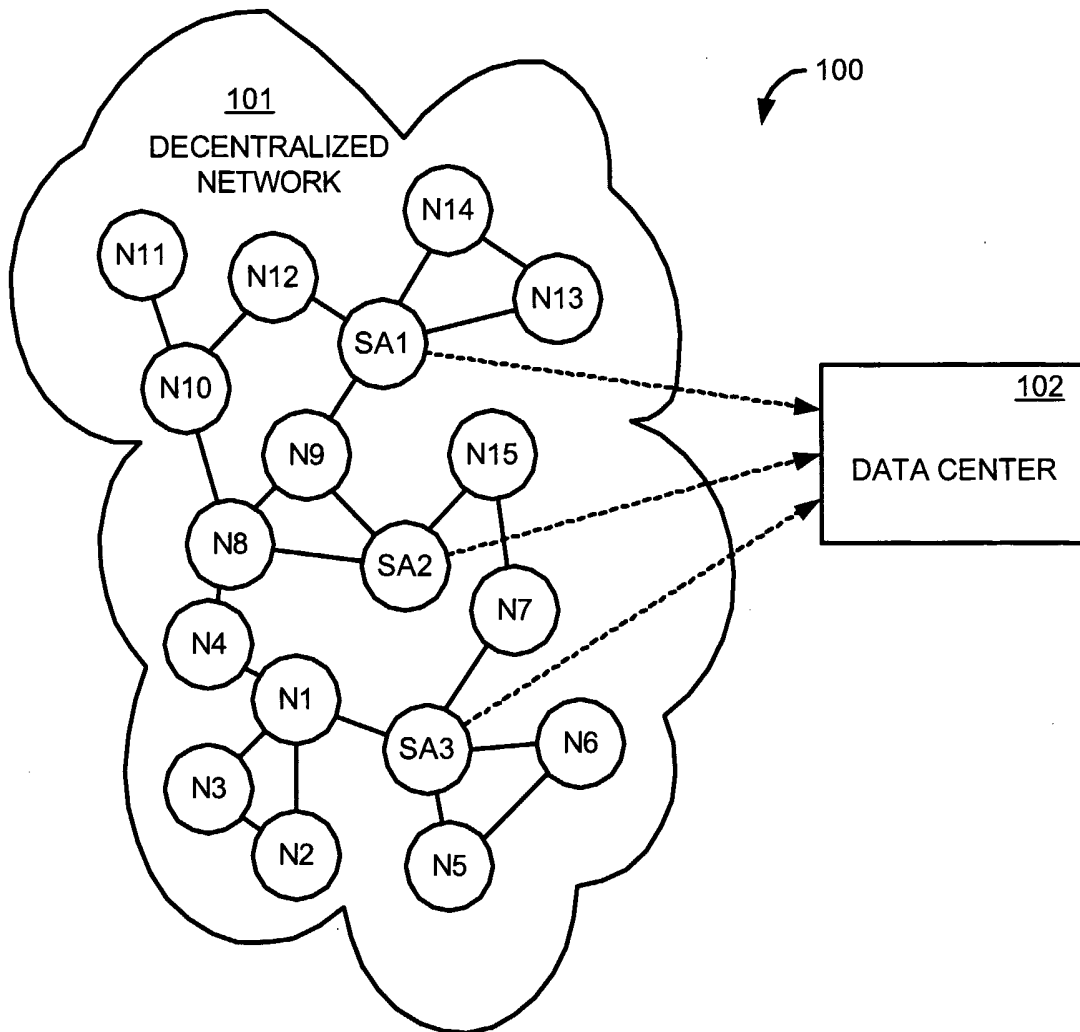 100
101
DECENTRALIZED
NETWORK
N14
N11
N12
N13
SA1
102
N10
N9
N15
DATA CENTER
N8
SA2
N7
N4
N1
SA3
N6
N3
N2
N5